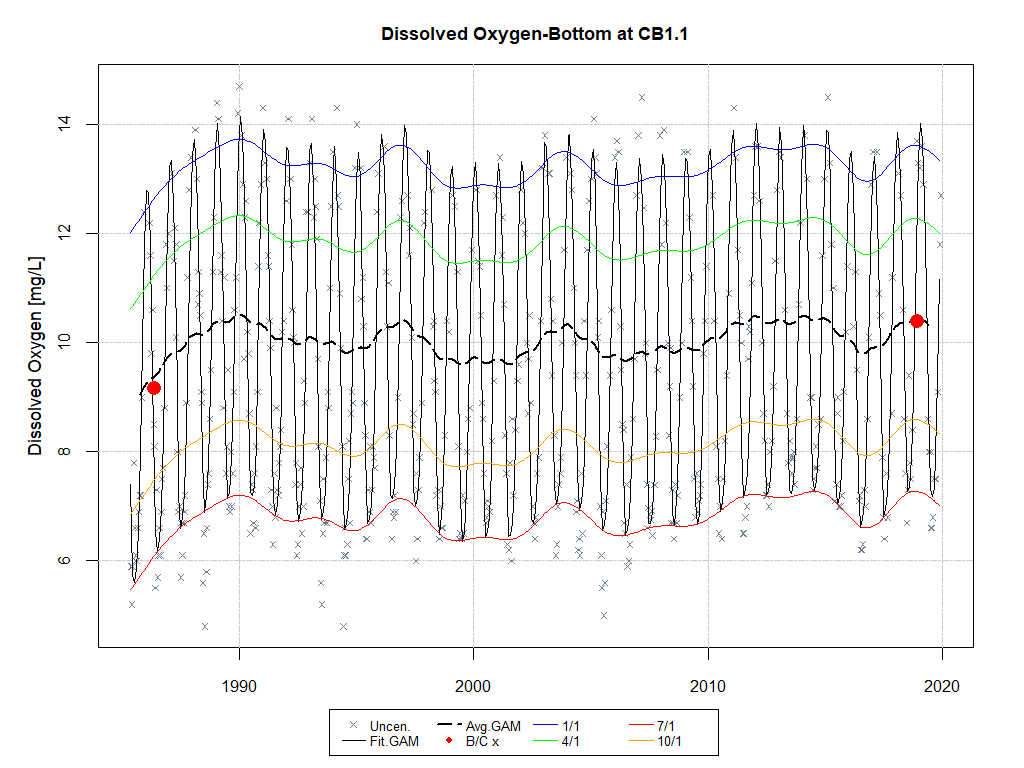 Dissolved Oxygen-Bottom at CB1.1
Dissolved Oxygen [mg/L]
14
12
10
8
6
1990 2000 2010 2020
Uncen. Avg.GAM 1/1 7/1
Fit.GAM B/C x 4/1 10/1